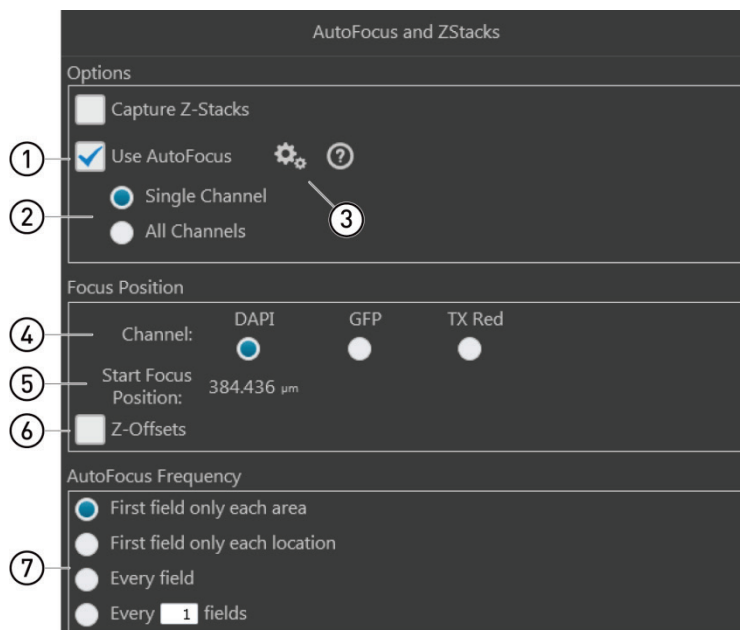 AutoFocus and ZStacks
Options
Capture Z-Stacks
1 Use AutoFocus ?
Single Channel
2 3
All Channels
Focus Position
DAPI GFP TX Red
4 Channel:
5 Start Focus Position: 384.436 µm
6 Z-Offsets
AutoFocus Frequency
First field only each area
First field only each location
7 Every field
Every 1 fields